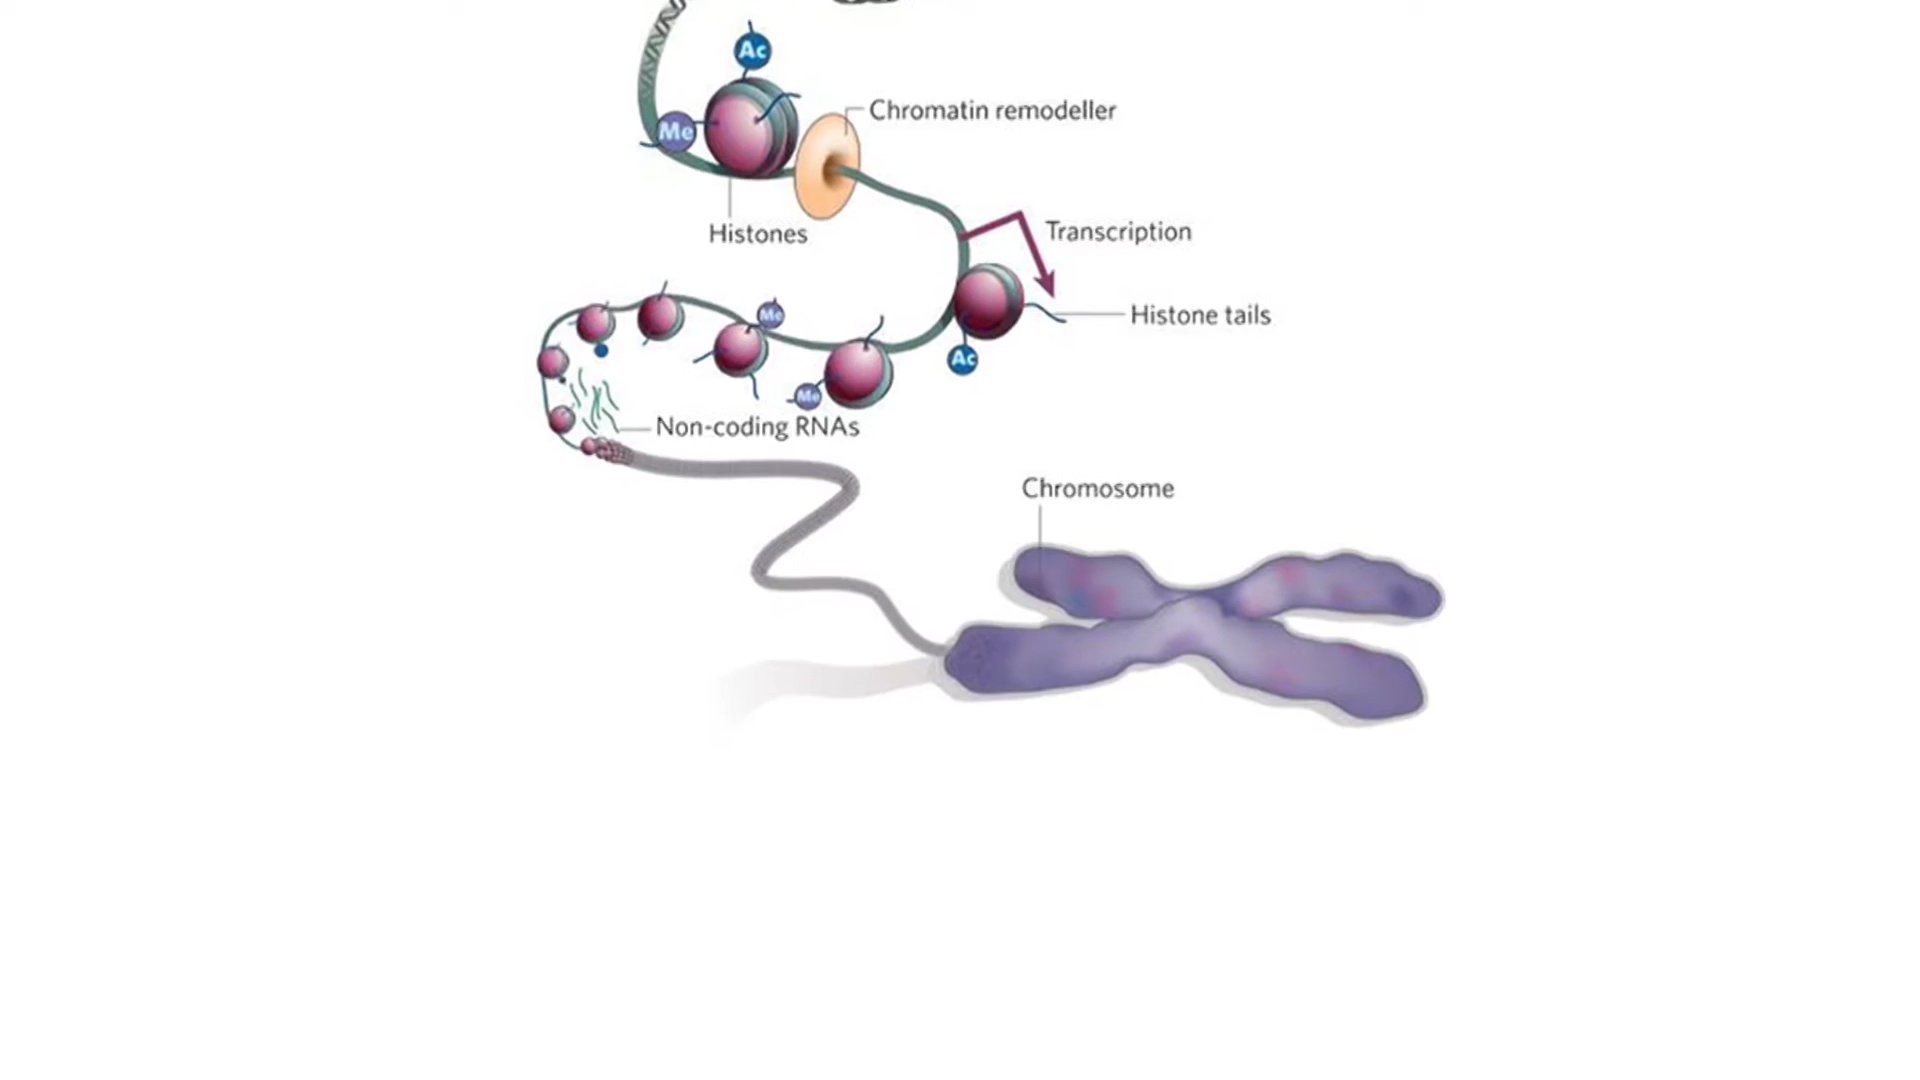 Ac
Chromatin remodeller
Me
Histones
Transcription
Me
Histone tails
Ac
Me
Non-coding RNAs
Chromosome